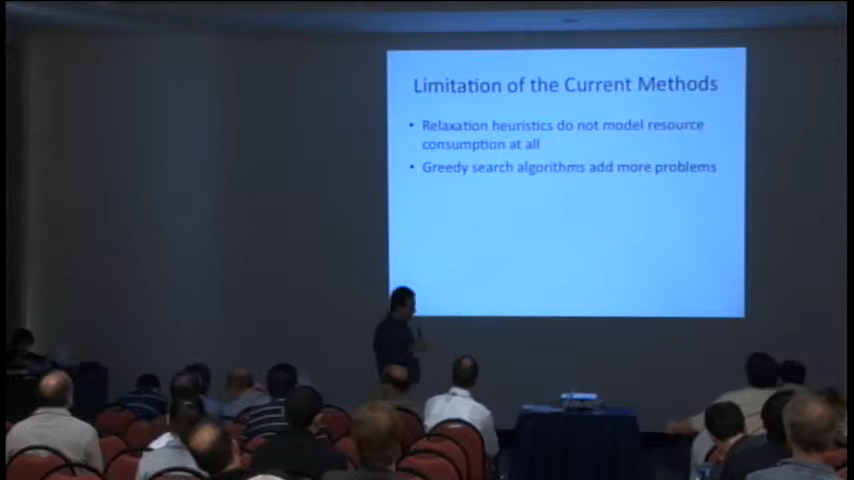 Limitation of the Current Methods
• Relaxation heuristics do not model resource
consumption at all
• Greedy search algorithms add more problems